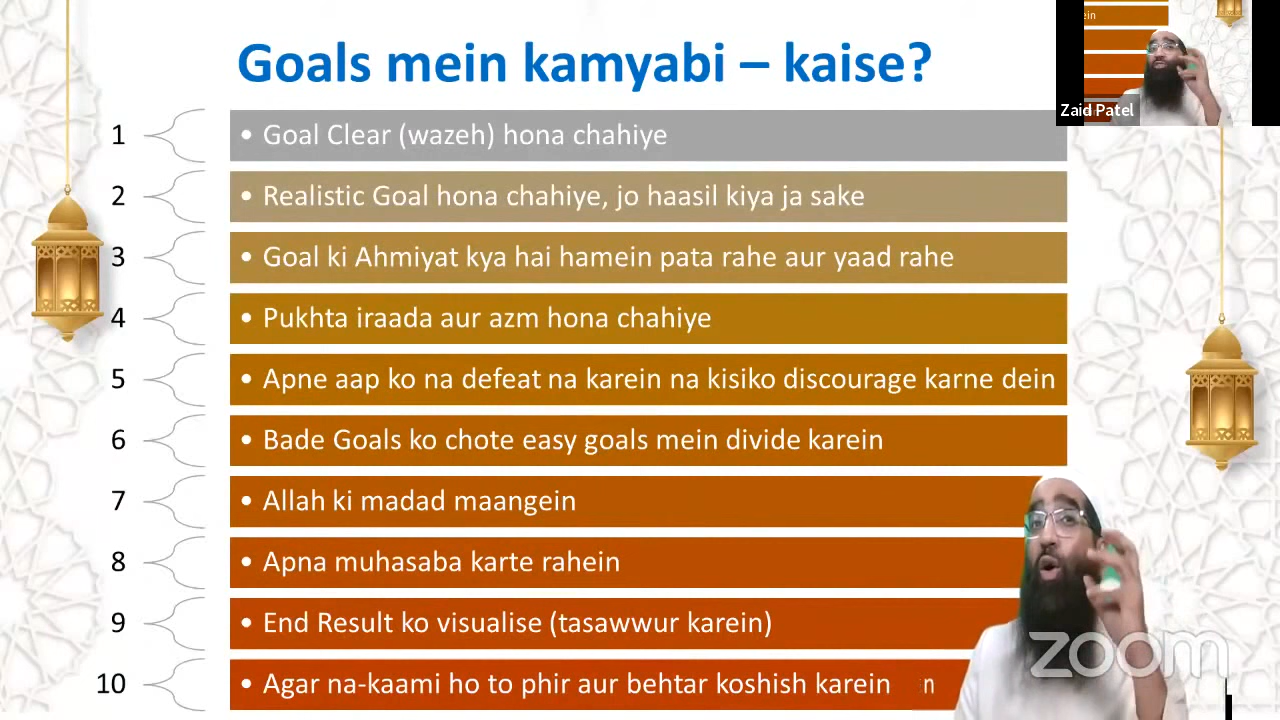 Goals mein kamyabi – kaise?
ein
Zaid Patel
1
• Goal Clear (wazeh) hona chahiye
2
• Realistic Goal hona chahiye, jo haasil kiya ja sake
3
• Goal ki Ahmiyat kya hai hamein pata rahe aur yaad rahe
4
• Pukhta iraada aur azm hona chahiye
5
• Apne aap ko na defeat na karein na kisiko discourage karne dein
6
• Bade Goals ko chote easy goals mein divide karein
7
• Allah ki madad maangein
8
• Apna muhasaba karte rahein
9
• End Result ko visualise (tasawwur karein)
10
• Agar na-kaami ho to phir aur behtar koshish karein n
zoom